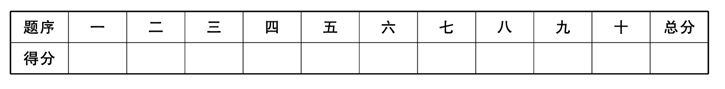 题序 一 二 三 四 五 六 七 八 九 十 总分
得分